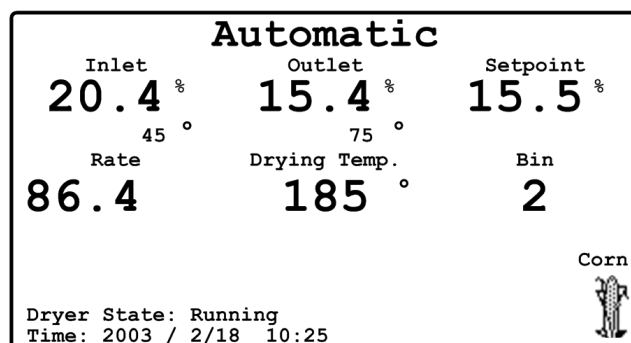 Automatic
Inlet Outlet Setpoint
20.4 % 15.4 % 15.5 %
45 ° 75 °
Rate Drying Temp. Bin
86.4 185 ° 2
Corn
Dryer State: Running
Time: 2003 / 2/18 10:25